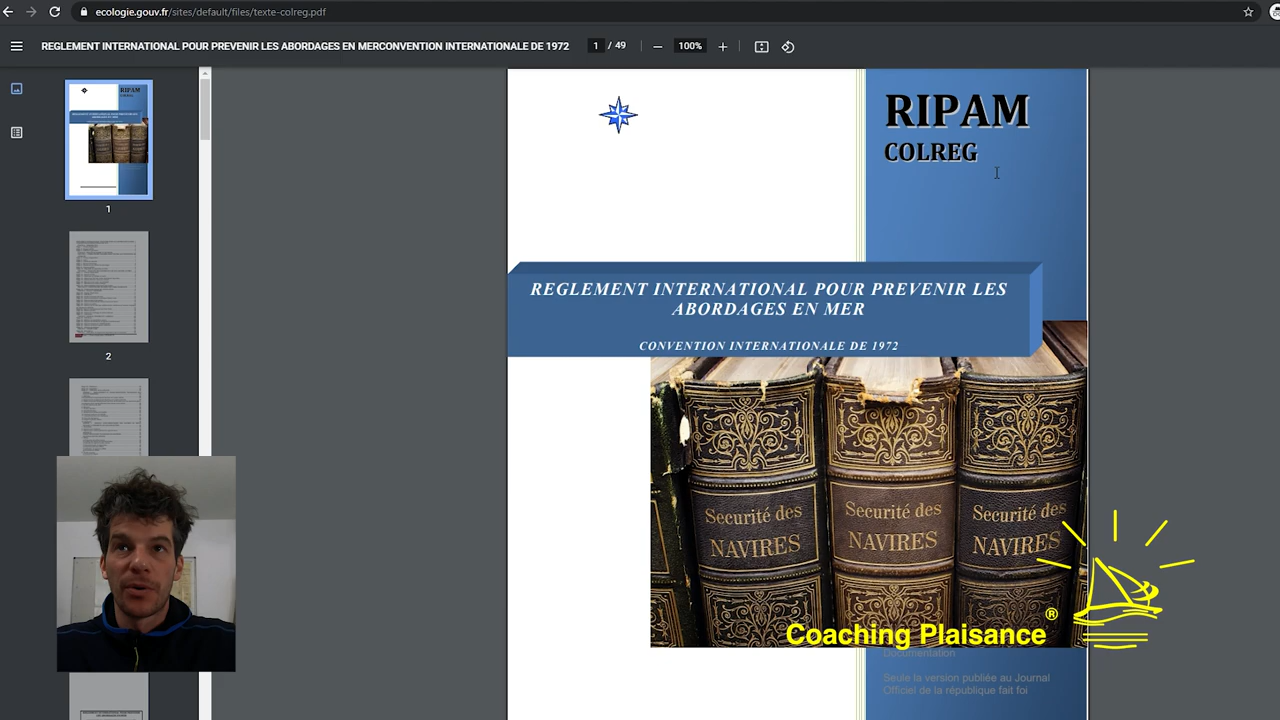 ecologie.gouv.fr/sites/default/files/texte-colreg.pdf
REGLEMENT INTERNATIONAL POUR PREVENIR LES ABORDAGES EN MERCONVENTION INTERNATIONALE DE 1972
1 / 49
100%
RIPAM
COLREG
1
2
RIPAM
COLREG
REGLEMENT INTERNATIONAL POUR PREVENIR LES
ABORDAGES EN MER
CONVENTION INTERNATIONALE DE 1972
Securité des
NAVIRES
Securité des
NAVIRES
Securité des
NAVIRES
Coaching Plaisance®
Documentation
Seule la version publiée au Journal
Officiel de la république fait foi